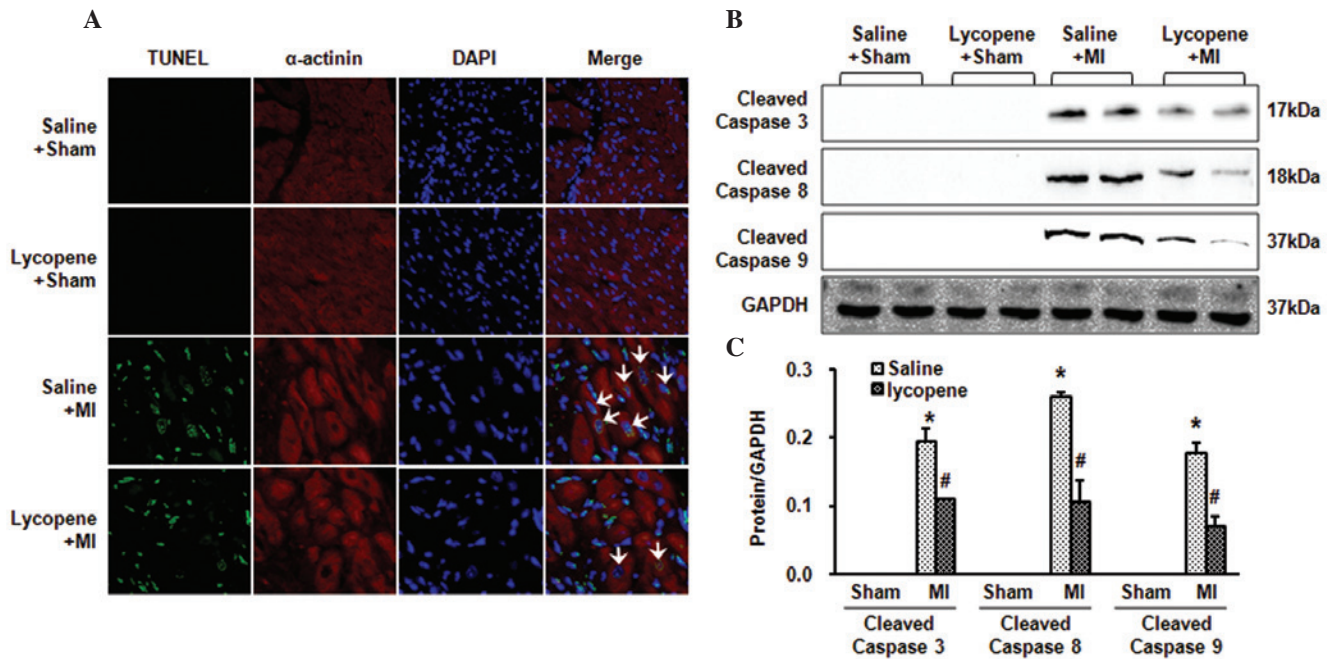 A
TUNEL α-actinin DAPI Merge
Saline
+Sham
Lycopene
+Sham
Saline
+MI
Lycopene
+MI
B
Saline Lycopene Saline Lycopene
+Sham +Sham +MI +MI
Cleaved
Caspase 3
17kDa
Cleaved
Caspase 8
18kDa
Cleaved
Caspase 9
37kDa
GAPDH
37kDa
C
Saline
lycopene
Protein/GAPDH
0.3
0.2
0.1
0.0
*
#
*
#
*
#
Sham MI Sham MI Sham MI
Cleaved Cleaved Cleaved
Caspase 3 Caspase 8 Caspase 9